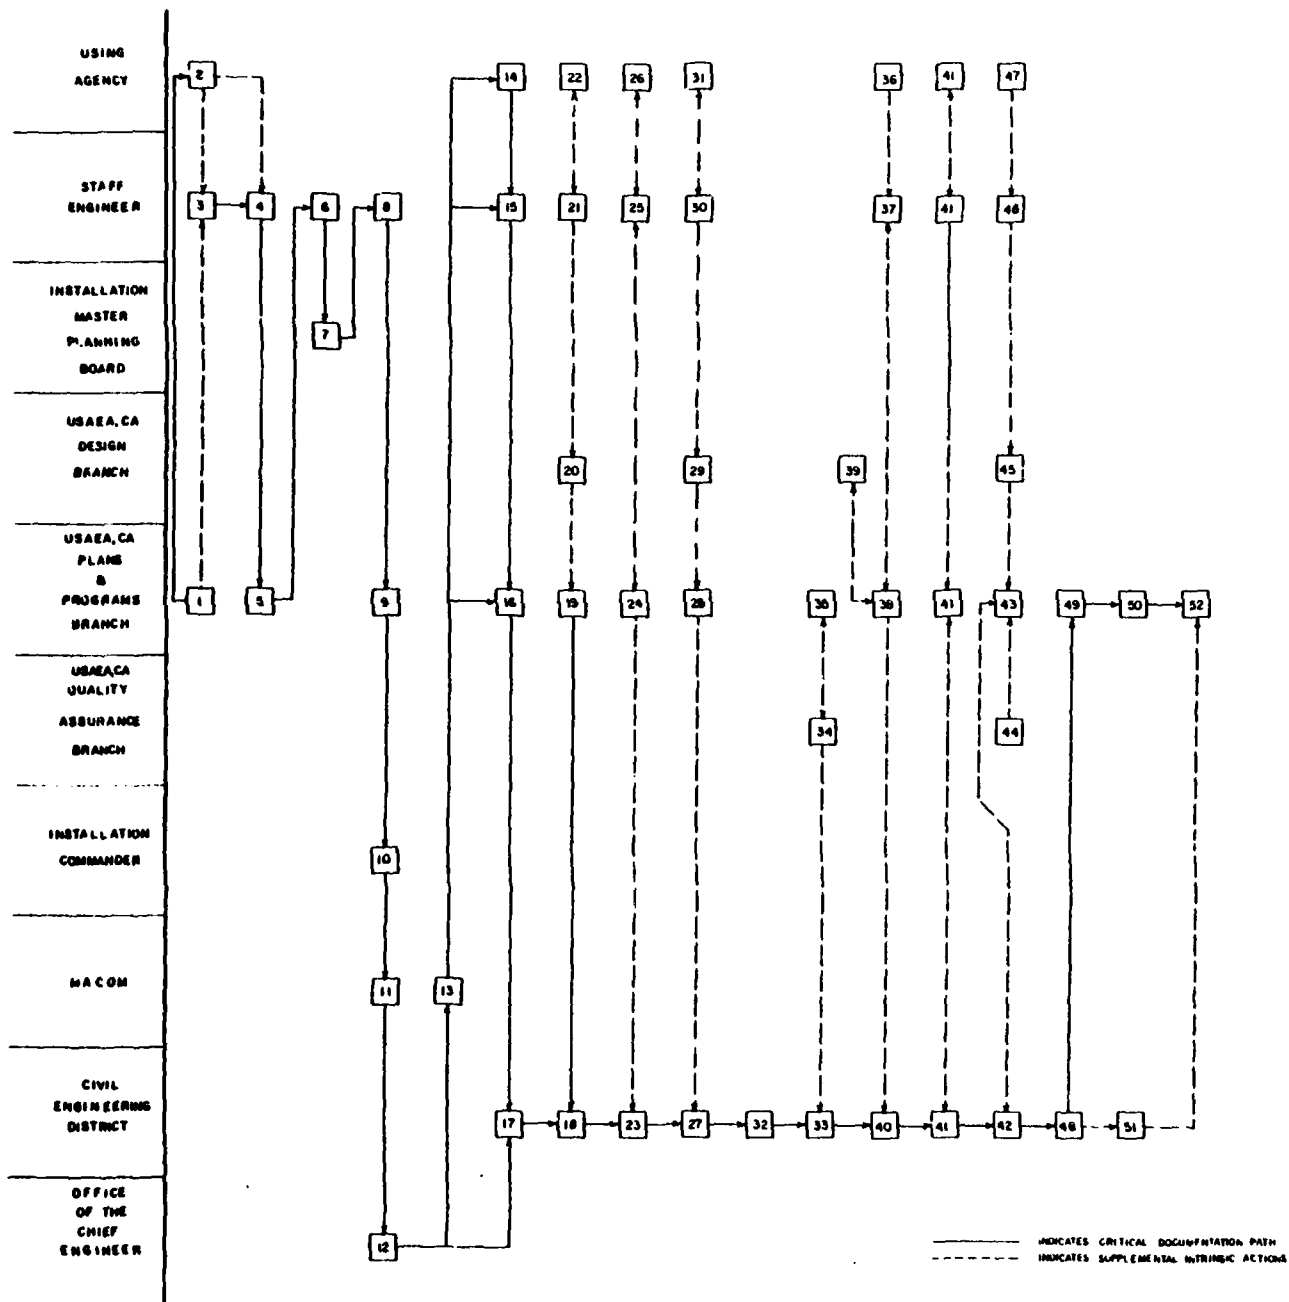 USING
AGENCY
2
14
22
26
31
36
41
47
STAFF
ENGINEER
3
4
6
8
15
21
25
30
37
41
46
INSTALLATION
MASTER
PLANNING
BOARD
7
USAEA, CA
DESIGN
BRANCH
20
29
39
45
USAEA, CA
PLANS
&
PROGRAMS
BRANCH
1
5
9
16
19
24
28
35
38
41
43
49
50
52
USAEA, CA
QUALITY
ASSURANCE
BRANCH
34
44
INSTALLATION
COMMANDER
10
MACOM
11
13
CIVIL
ENGINEERING
DISTRICT
17
18
23
27
32
33
40
41
42
48
51
OFFICE
OF THE
CHIEF
ENGINEER
12
INDICATES CRITICAL DOCUMENTATION PATH
INDICATES SUPPLEMENTAL INTRINSIC ACTIONS